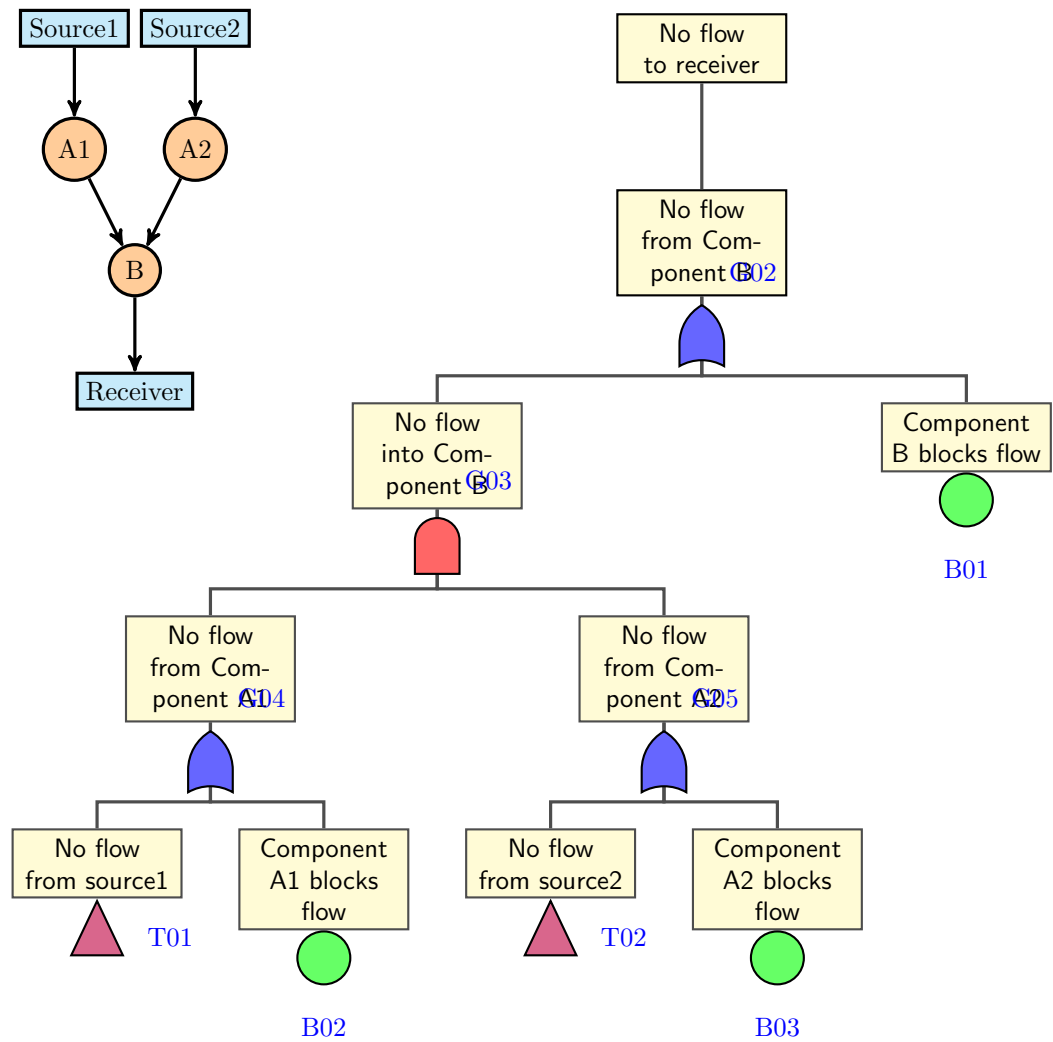 Source1
Source2
A1
A2
B
Receiver
No flow
to receiver
No flow
from Com-
ponent B
G02
No flow
into Com-
ponent B
G03
Component
B blocks flow
B01
No flow
from Com-
ponent A1
G04
No flow
from Com-
ponent A2
G05
No flow
from source1
T01
Component
A1 blocks
flow
B02
No flow
from source2
T02
Component
A2 blocks
flow
B03